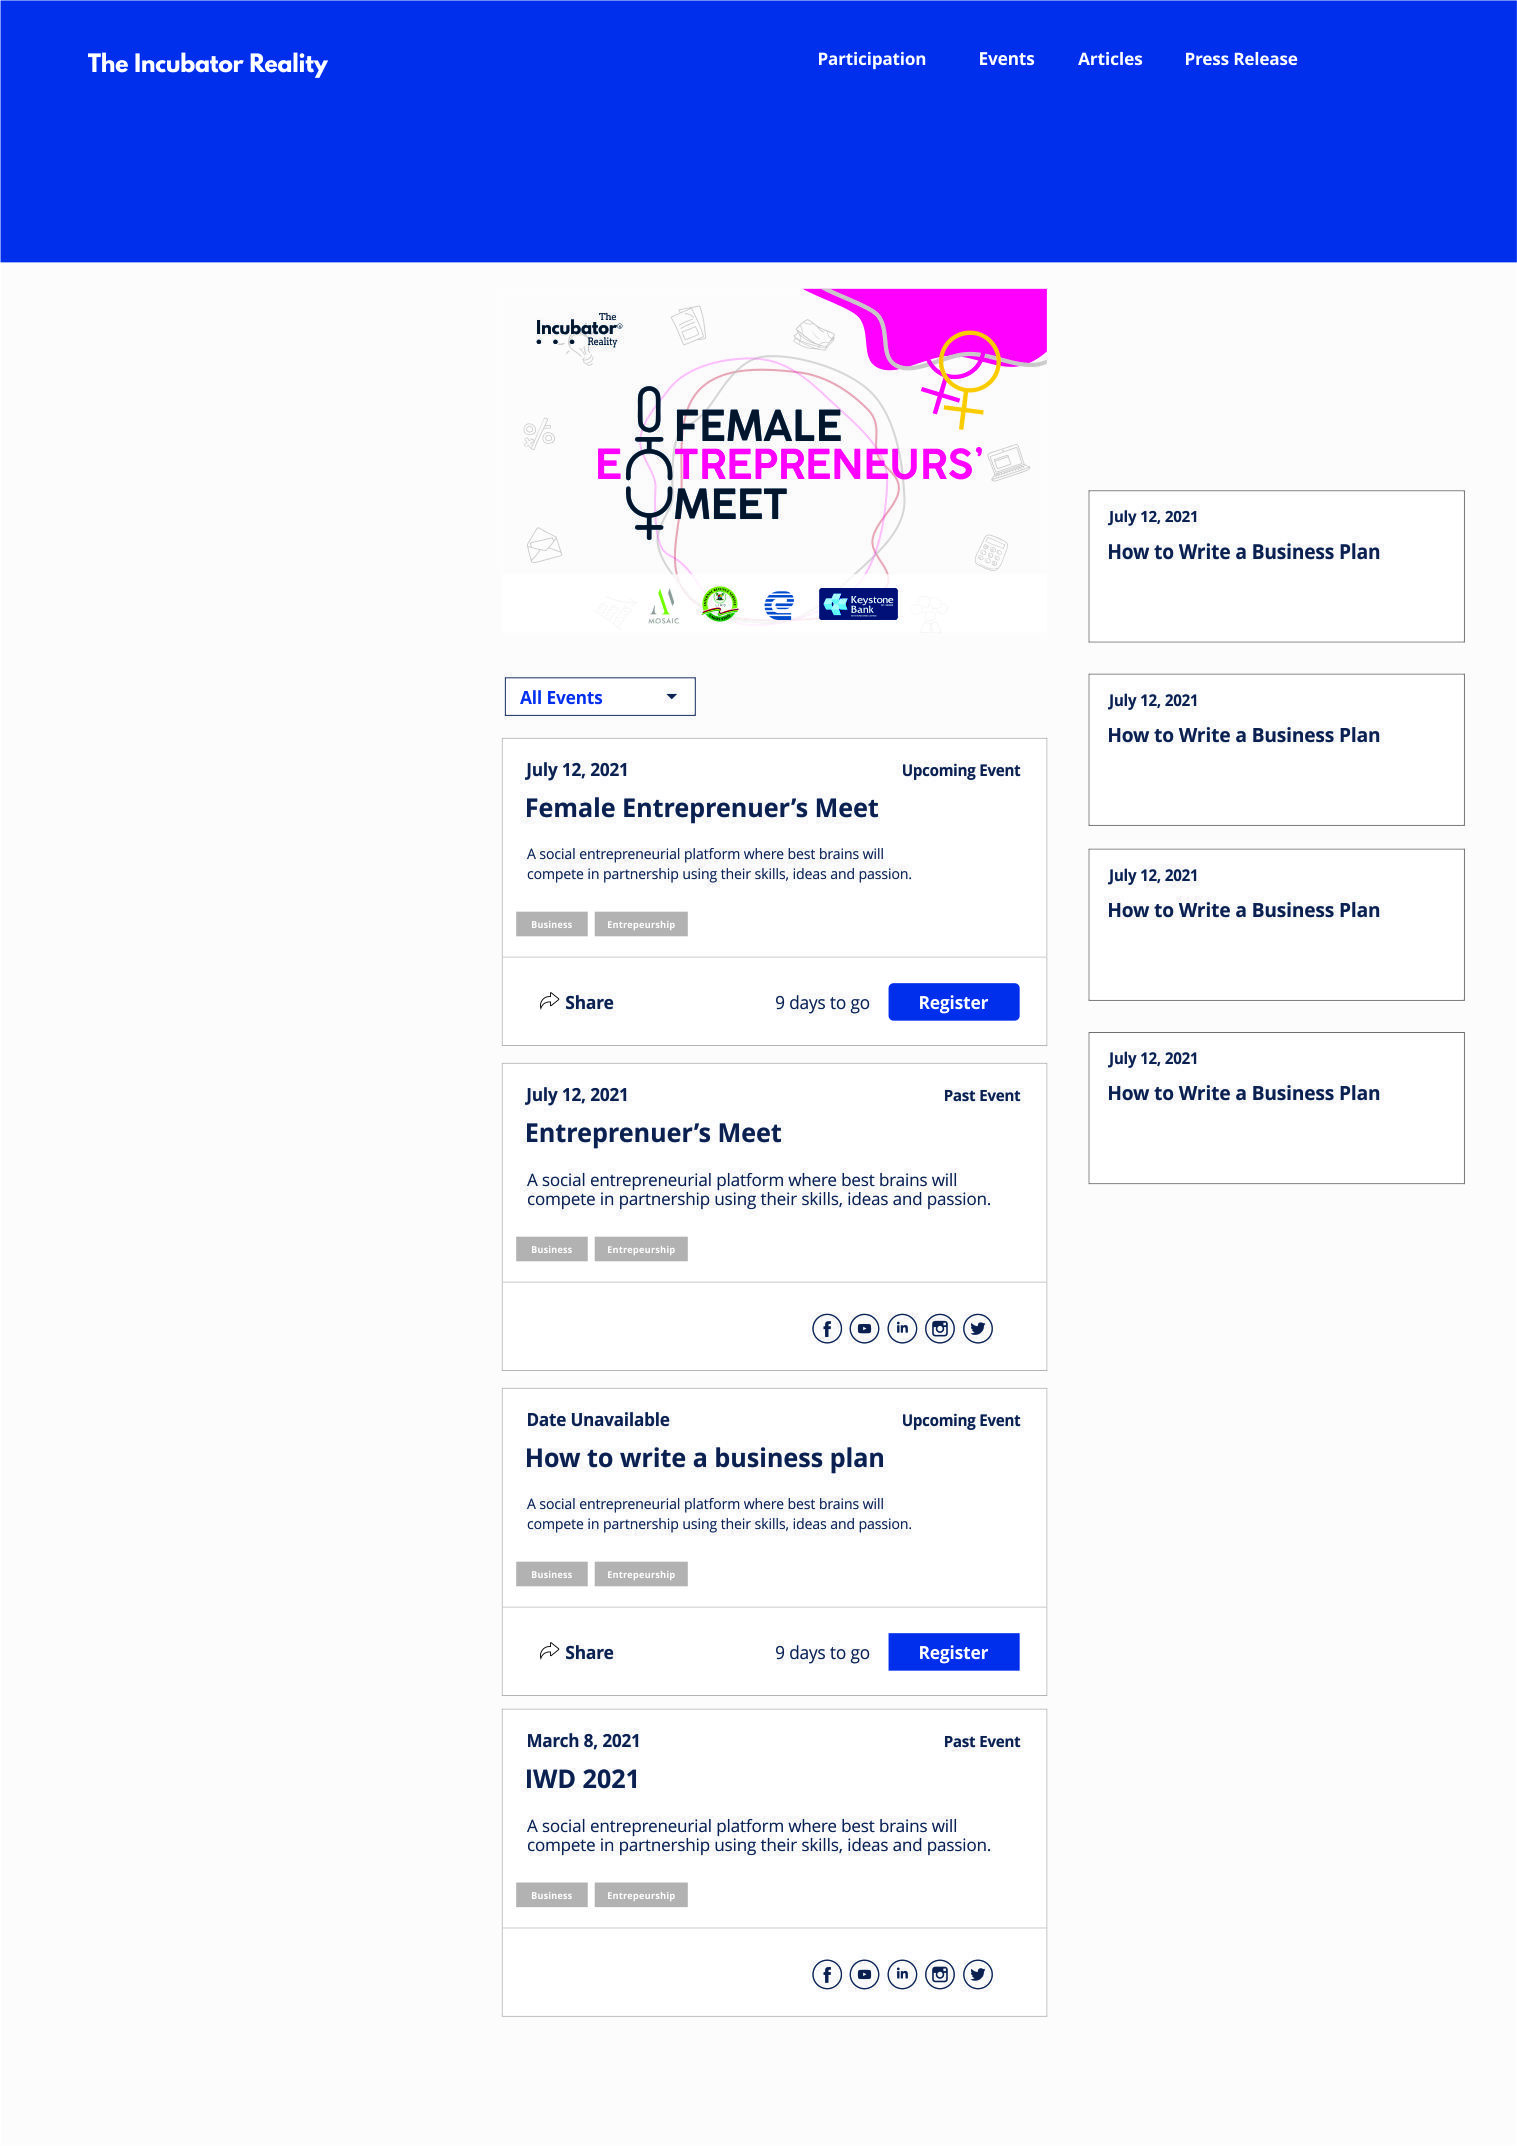 The Incubator Reality
Participation
Events
Articles
Press Release
The
Incubator®
Reality
FEMALE
E TREPRENEURS’
MEET
MOSAIC
Keystone
Bank
July 12, 2021
How to Write a Business Plan
July 12, 2021
How to Write a Business Plan
July 12, 2021
How to Write a Business Plan
July 12, 2021
How to Write a Business Plan
All Events
July 12, 2021
Upcoming Event
Female Entreprenuer’s Meet
A social entrepreneurial platform where best brains will
compete in partnership using their skills, ideas and passion.
Business
Entrepeurship
Share
9 days to go
Register
July 12, 2021
Past Event
Entreprenuer’s Meet
A social entrepreneurial platform where best brains will
compete in partnership using their skills, ideas and passion.
Business
Entrepeurship
Date Unavailable
Upcoming Event
How to write a business plan
A social entrepreneurial platform where best brains will
compete in partnership using their skills, ideas and passion.
Business
Entrepeurship
Share
9 days to go
Register
March 8, 2021
Past Event
IWD 2021
A social entrepreneurial platform where best brains will
compete in partnership using their skills, ideas and passion.
Business
Entrepeurship